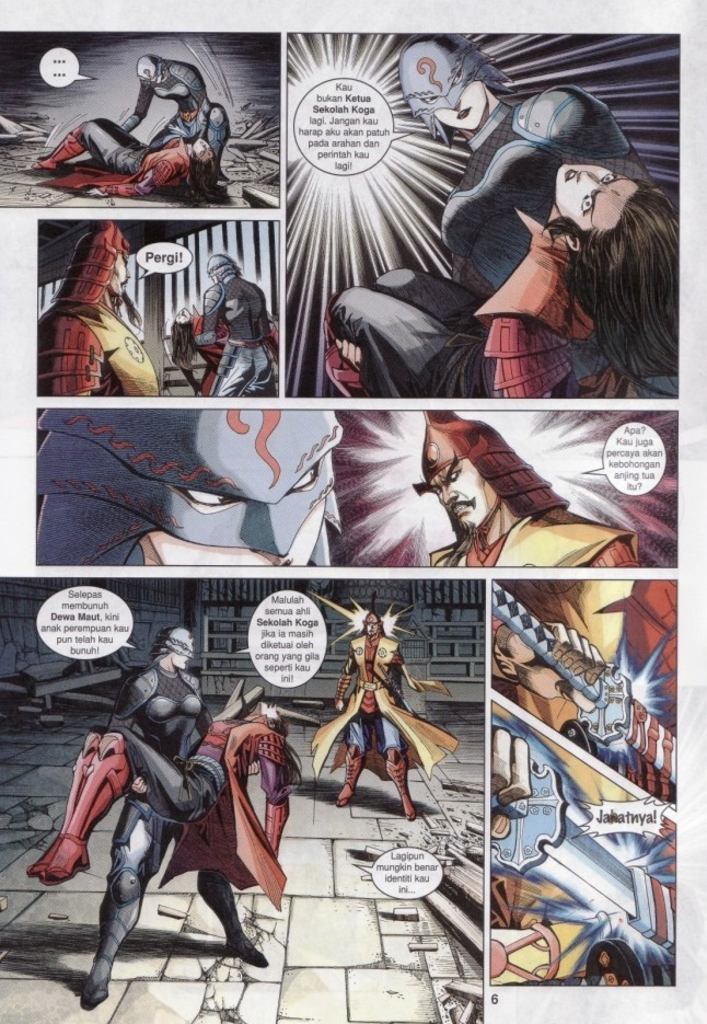 ... ...
Kau
bukan Ketua
Sekolah Koga
lagi. Jangan kau
harap aku akan patuh
pada arahan dan
perintah kau
lagi!
Pergi!
Apa?
Kau juga
percaya akan
kebohongan
anjing tua
itu?
Selepas
membunuh
Dewa Maut, kini
anak perempuan kau
pun telah kau
bunuh!
Malulah
semua ahli
Sekolah Koga
jika ia masih
diketuai oleh
orang yang gila
seperti kau
ini!
Lagipun
mungkin benar
identiti kau
ini...
Jahatnya!
6